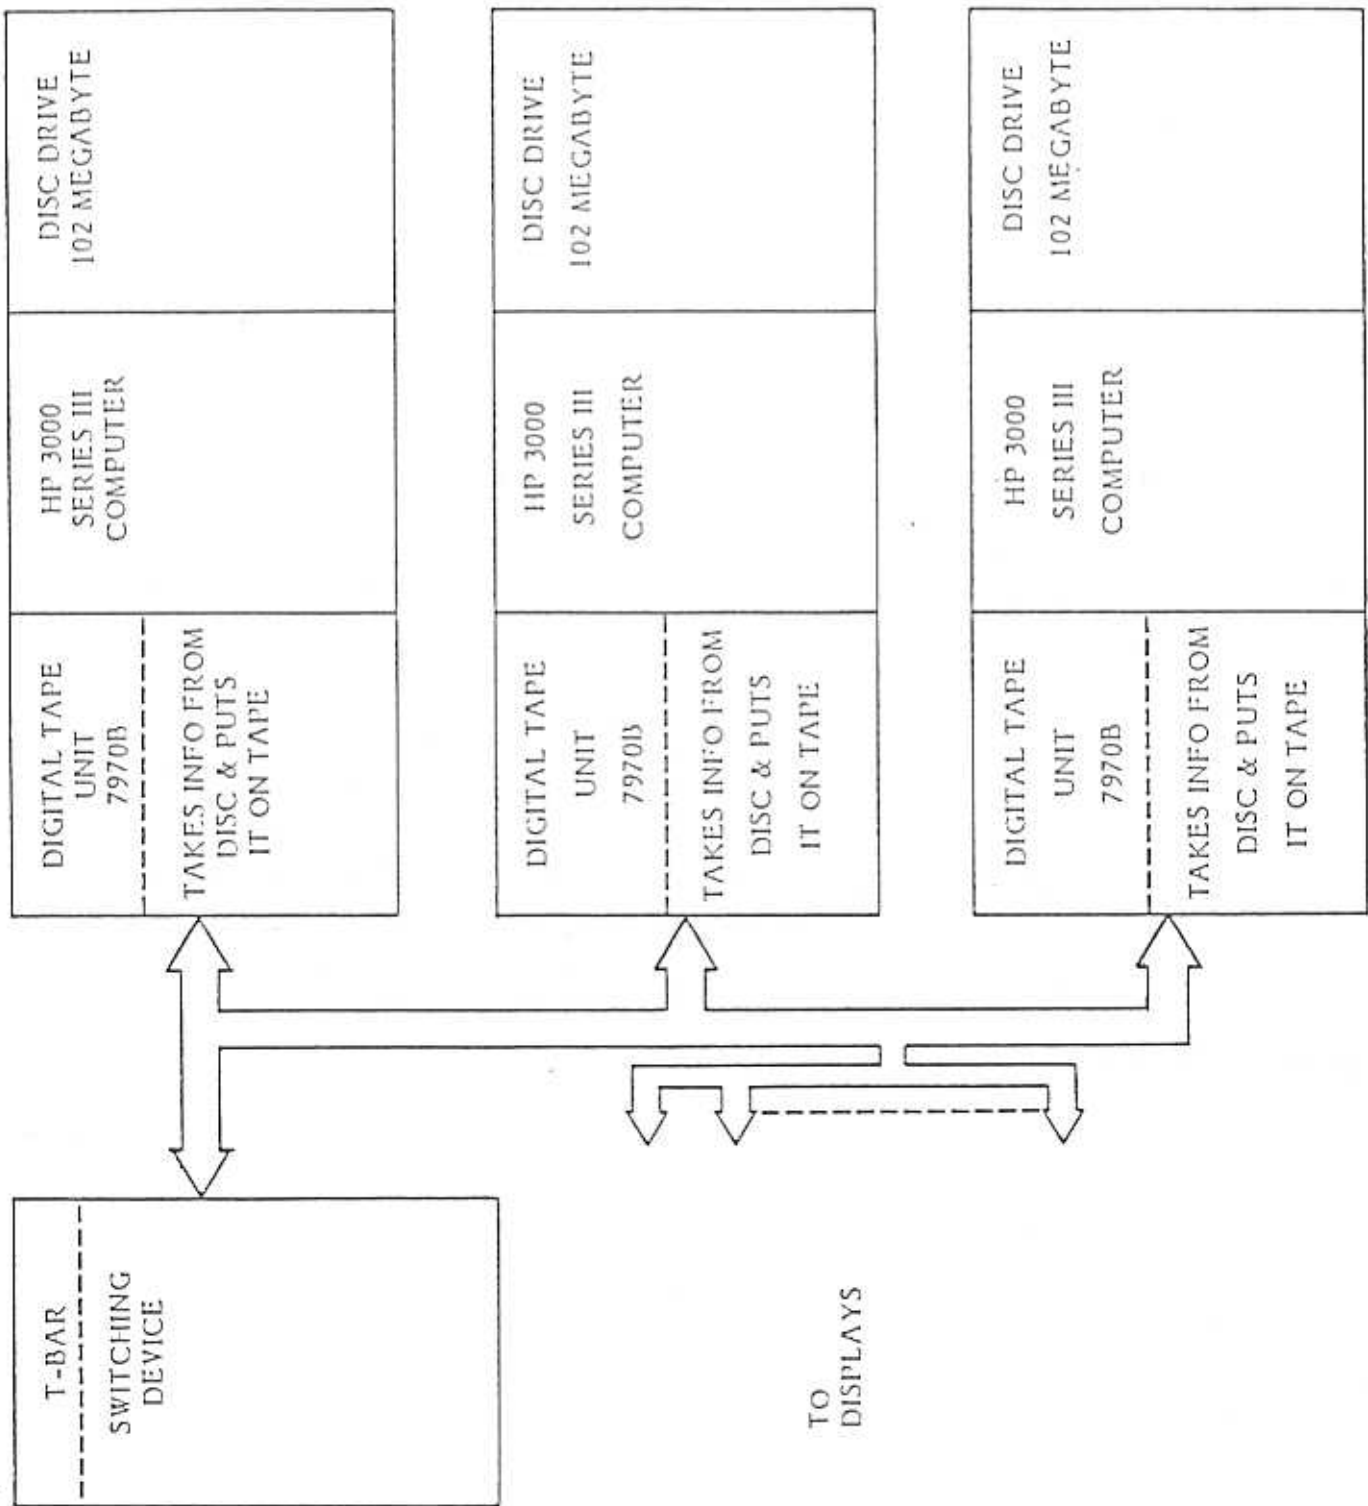 T-BAR
SWITCHING
DEVICE
DIGITAL TAPE
UNIT
7970B
TAKES INFO FROM
DISC & PUTS
IT ON TAPE
HP 3000
SERIES III
COMPUTER
DISC DRIVE
102 MEGABYTE
DIGITAL TAPE
UNIT
7970B
TAKES INFO FROM
DISC & PUTS
IT ON TAPE
HP 3000
SERIES III
COMPUTER
DISC DRIVE
102 MEGABYTE
TO
DISPLAYS
DIGITAL TAPE
UNIT
7970B
TAKES INFO FROM
DISC & PUTS
IT ON TAPE
HP 3000
SERIES III
COMPUTER
DISC DRIVE
102 MEGABYTE